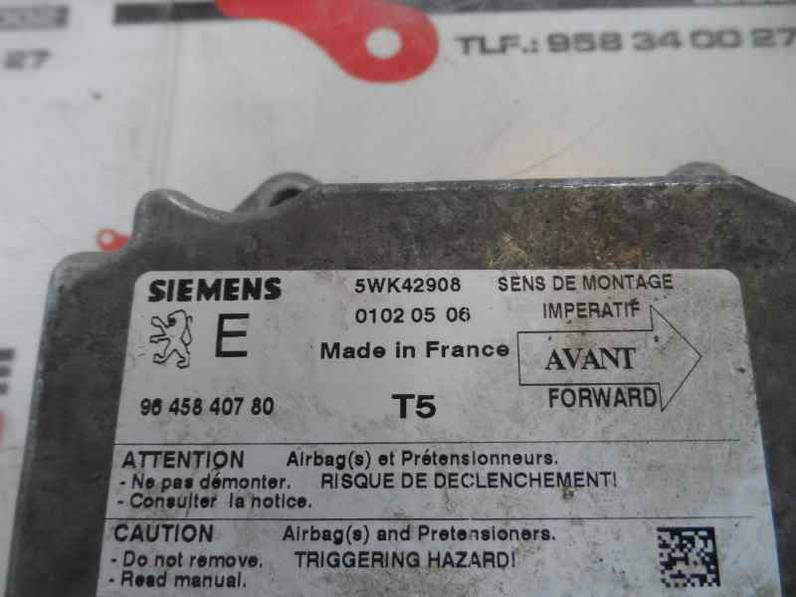 27
TLF.: 958 34 00 27
SIEMENS
5WK42908
SENS DE MONTAGE
E
0102 05 06
IMPERATIF
Made in France
AVANT
96 458 407 80
T5
FORWARD
ATTENTION Airbag(s) et Prétensionneurs.
- Ne pas démonter. RISQUE DE DECLENCHEMENT!
- Consulter la notice.
CAUTION Airbag(s) and Pretensioners.
- Do not remove. TRIGGERING HAZARD!
- Read manual.